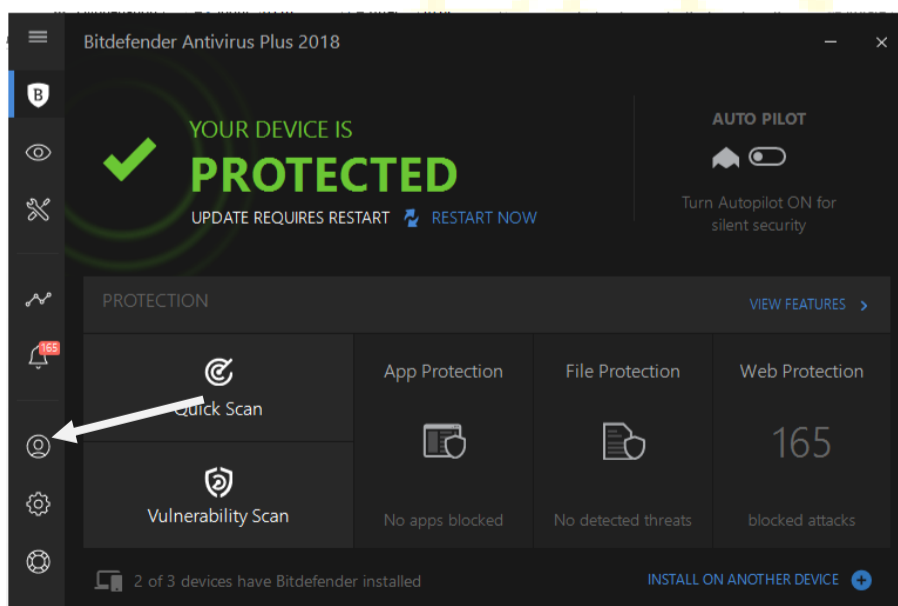 Bitdefender Antivirus Plus 2018
B
YOUR DEVICE IS
PROTECTED
UPDATE REQUIRES RESTART RESTART NOW
AUTO PILOT
Turn Autopilot ON for
silent security
PROTECTION
VIEW FEATURES
165
Quick Scan
Vulnerability Scan
App Protection
No apps blocked
File Protection
No detected threats
Web Protection
165
blocked attacks
2 of 3 devices have Bitdefender installed
INSTALL ON ANOTHER DEVICE